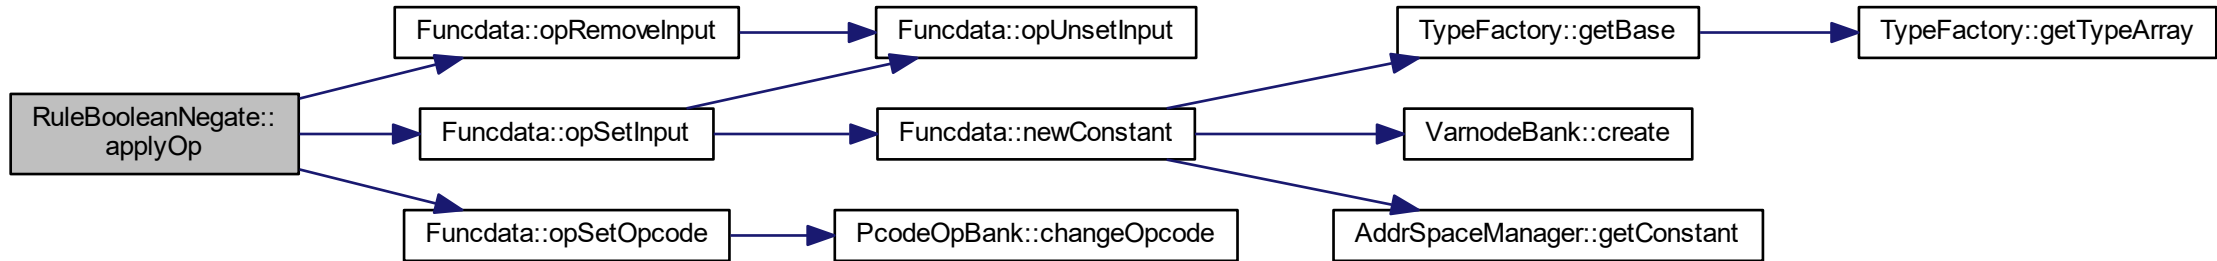 Funcdata::opRemoveInput
Funcdata::opUnsetInput
TypeFactory::getBase
TypeFactory::getTypeArray
RuleBooleanNegate::
applyOp
Funcdata::opSetInput
Funcdata::newConstant
VarnodeBank::create
Funcdata::opSetOpcode
PcodeOpBank::changeOpcode
AddrSpaceManager::getConstant